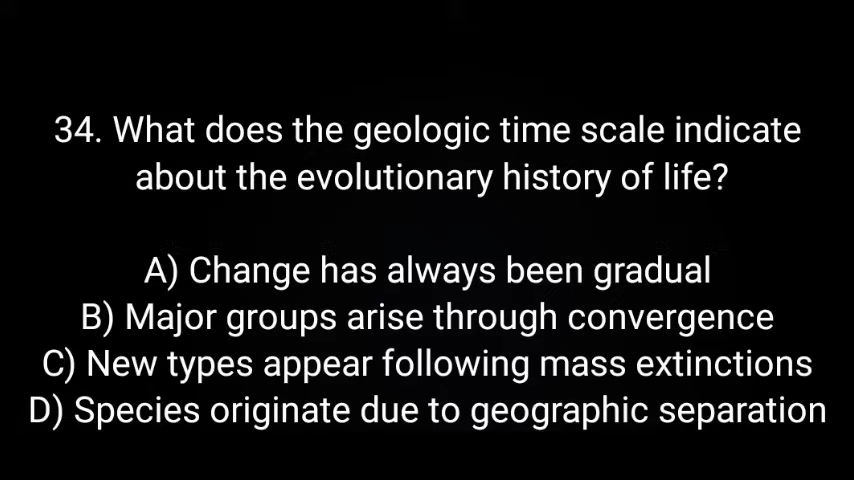 34. What does the geologic time scale indicate
about the evolutionary history of life?
A) Change has always been gradual
B) Major groups arise through convergence
C) New types appear following mass extinctions
D) Species originate due to geographic separation